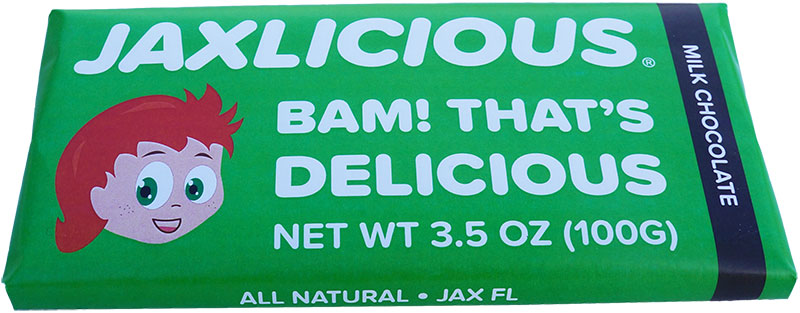 JAXLICIOUS®
BAM! THAT'S
DELICIOUS
NET WT 3.5 OZ (100G)
ALL NATURAL • JAX FL
MILK CHOCOLATE